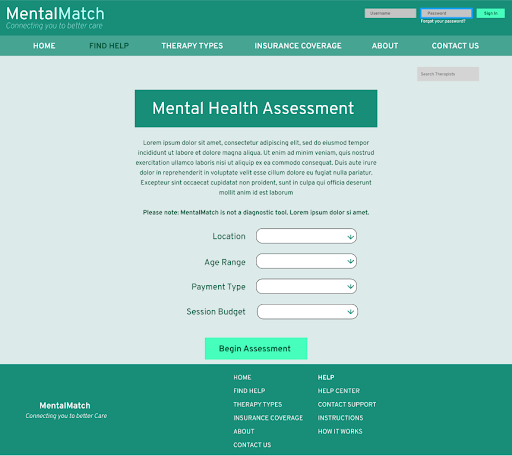 MentalMatch
Connecting you to better care
Username
Password
Sign In
Forgot your password?
HOME
FIND HELP
THERAPY TYPES
INSURANCE COVERAGE
ABOUT
CONTACT US
Search Therapists
Mental Health Assessment
Lorem ipsum dolor sit amet, consectetur adipiscing elit, sed do eiusmod tempor
incididunt ut labore et dolore magna aliqua. Ut enim ad minim veniam, quis nostrud
exercitation ullamco laboris nisi ut aliquip ex ea commodo consequat. Duis aute irure
dolor in reprehenderit in voluptate velit esse cillum dolore eu fugiat nulla pariatur.
Excepteur sint occaecat cupidatat non proident, sunt in culpa qui officia deserunt
mollit anim id est laborum
Please note: MentalMatch is not a diagnostic tool. Lorem ipsum dolor si amet.
Location
Age Range
Payment Type
Session Budget
Begin Assessment
MentalMatch
Connecting you to better Care
HOME
FIND HELP
THERAPY TYPES
INSURANCE COVERAGE
ABOUT
CONTACT US
HELP
HELP CENTER
CONTACT SUPPORT
INSTRUCTIONS
HOW IT WORKS